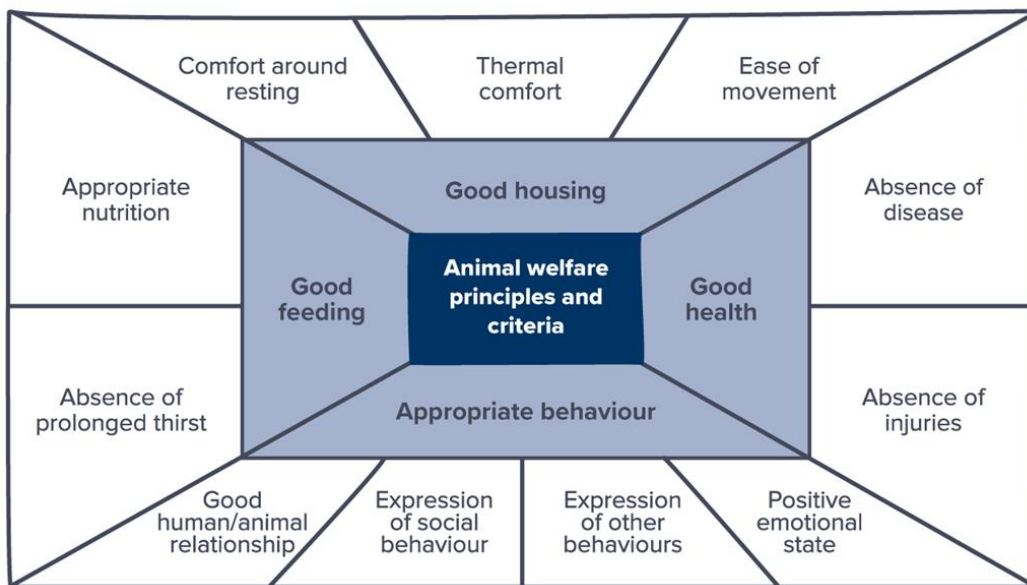 Comfort around
resting
Thermal
comfort
Ease of
movement
Appropriate
nutrition
Absence of
disease
Good housing
Good
feeding
Animal welfare
principles and
criteria
Good
health
Absence of
prolonged thirst
Appropriate behaviour
Absence of
injuries
Good
human/animal
relationship
Expression
of social
behaviour
Expression
of other
behaviours
Positive
emotional
state